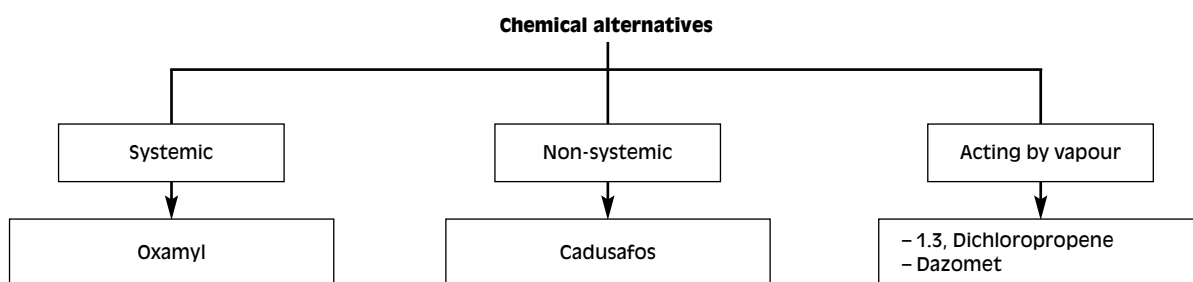 Chemical alternatives
Systemic
Non-systemic
Acting by vapour
Oxamyl
Cadusafos
– 1.3, Dichloropropene
– Dazomet